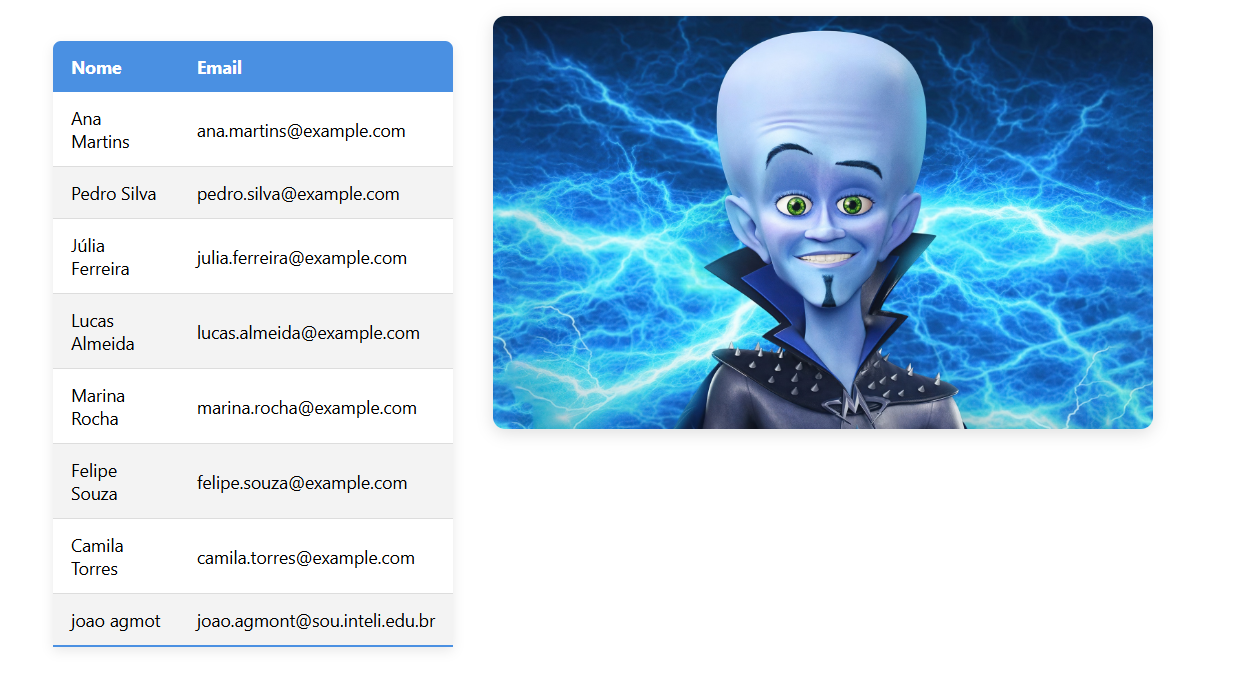 Nome Email
Ana
Martins
ana.martins@example.com
Pedro Silva pedro.silva@example.com
Júlia
Ferreira
julia.ferreira@example.com
Lucas
Almeida
lucas.almeida@example.com
Marina
Rocha
marina.rocha@example.com
Felipe
Souza
felipe.souza@example.com
Camila
Torres
camila.torres@example.com
joao agmot joao.agmont@sou.inteli.edu.br